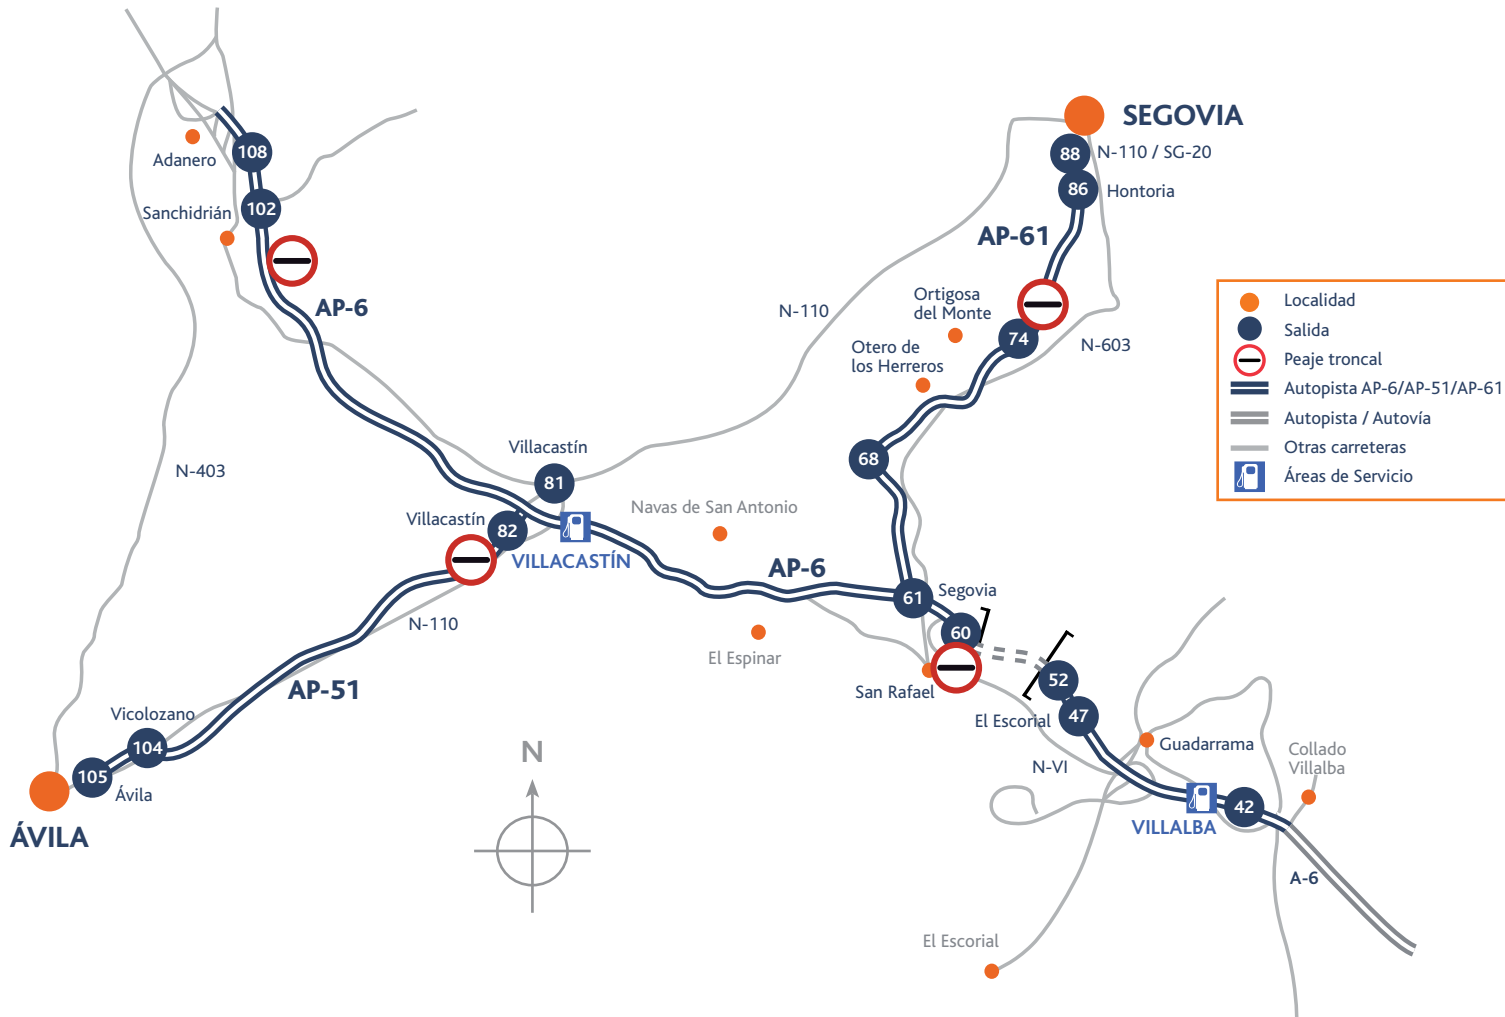 SEGOVIA
88
N-110 / SG-20
86
Hontoria
AP-61
Adanero
108
Sanchidrián
102
AP-6
N-110
Ortigosa
del Monte
74
N-603
Otero de
los Herreros
68
Localidad
Salida
Peaje troncal
Autopista AP-6/AP-51/AP-61
Autopista / Autovía
Otras carreteras
Áreas de Servicio
N-403
Villacastín
81
Villacastín
82
VILLACASTÍN
Navas de San Antonio
AP-6
61
Segovia
60
El Espinar
San Rafael
N-110
AP-51
Vicolozano
104
105
Ávila
ÁVILA
N
52
El Escorial
47
N-VI
Guadarrama
Collado
Villalba
VILLALBA
42
A-6
El Escorial